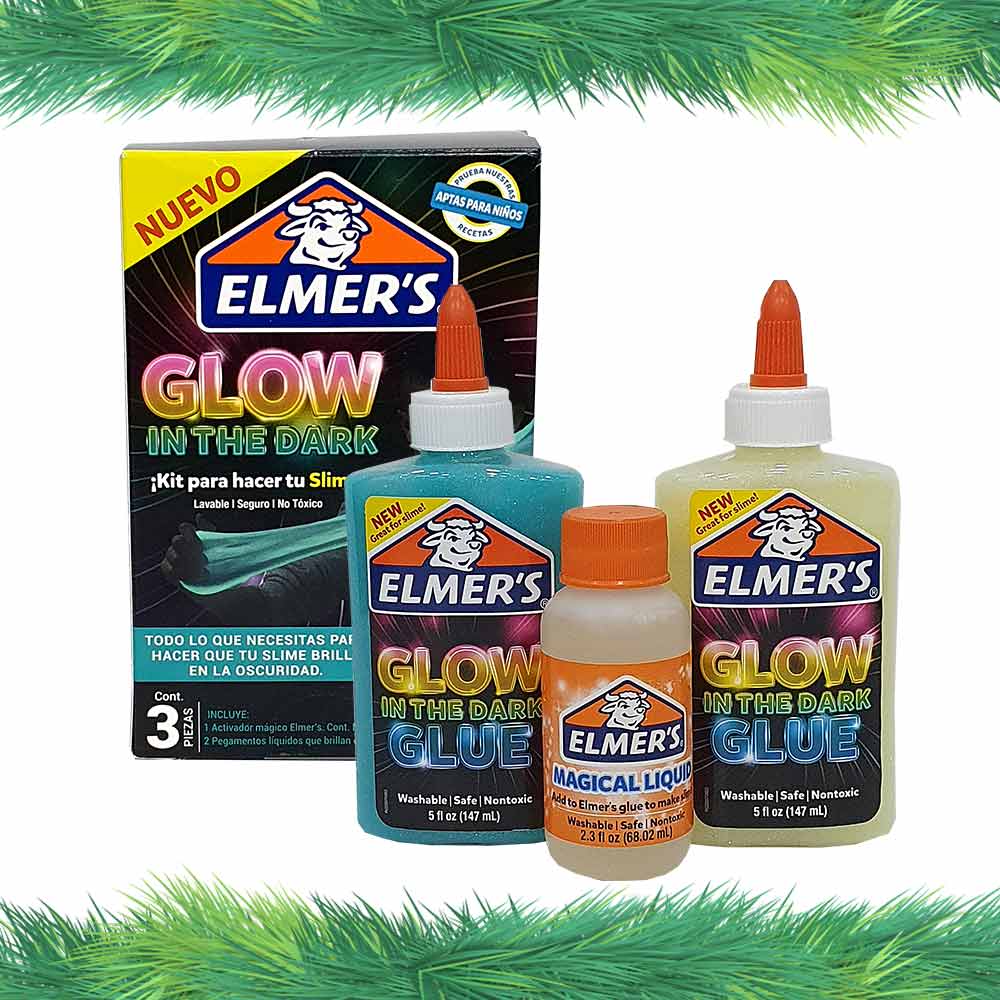 NUEVO
PRUEBA NUESTRAS
APTAS PARA NIÑOS
RECETAS
ELMER'S
GLOW
IN THE DARK
¡Kit para hacer tu Slim
Lavable | Seguro | No Tóxico
TODO LO QUE NECESITAS PAR
HACER QUE TU SLIME BRILL
EN LA OSCURIDAD.
Cont.
3 PIEZAS
INCLUYE:
1 Activador mágico Elmer's. Cont.
2 Pegamentos líquidos que brillan
NEW
Great for slime!
ELMER'S®
GLOW
IN THE DARK
GLUE
Washable | Safe | Nontoxic
5 fl oz (147 mL)
ELMER'S®
MAGICAL LIQUID
Add to Elmer's glue to make
Washable | Safe | Nontoxic
2.3 fl oz (68.02 mL)
NEW
Great for slime!
ELMER'S®
GLOW
IN THE DARK
GLUE
Washable | Safe | Nontoxic
5 fl oz (147 mL)